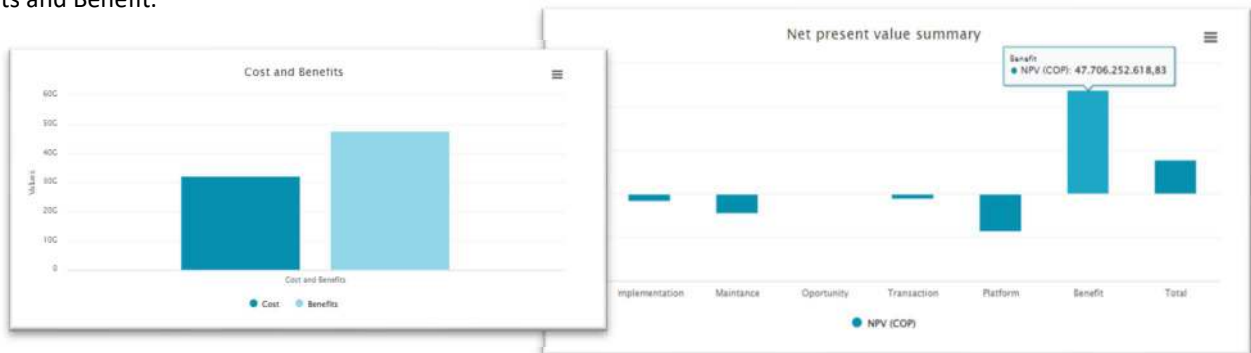 ts and Benefit.
Cost and Benefits
60G
50G
40G
30G
20G
10G
0
Values
Cost and Benefits
Cost
Benefits
Net present value summary
Benefit
NPV (COP): 47.706.252.618,83
Implementation
Maintance
Oportunity
Transaction
Platform
Benefit
Total
NPV (COP)